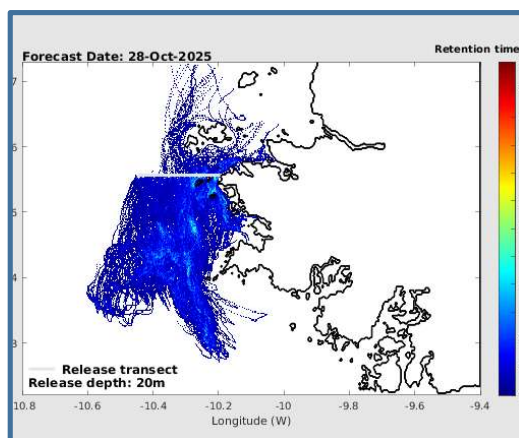 Retention time
Forecast Date: 28-Oct-2025
7
6
5
4
3
Release transect
Release depth: 20m
10.8 -10.6 -10.4 -10.2 -10 -9.8 -9.6 -9.4
Longitude (W)